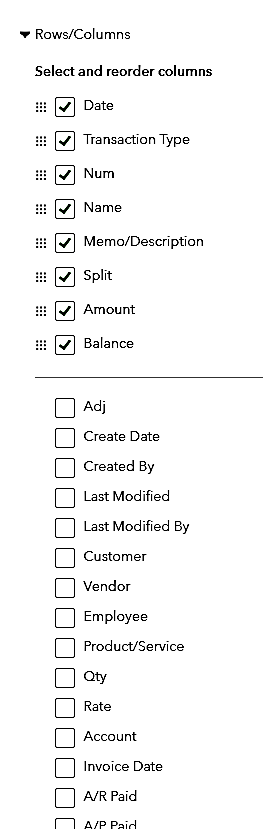 Rows/Columns
Select and reorder columns
Date
Transaction Type
Num
Name
Memo/Description
Split
Amount
Balance
Adj
Create Date
Created By
Last Modified
Last Modified By
Customer
Vendor
Employee
Product/Service
Qty
Rate
Account
Invoice Date
A/R Paid
A/P Paid